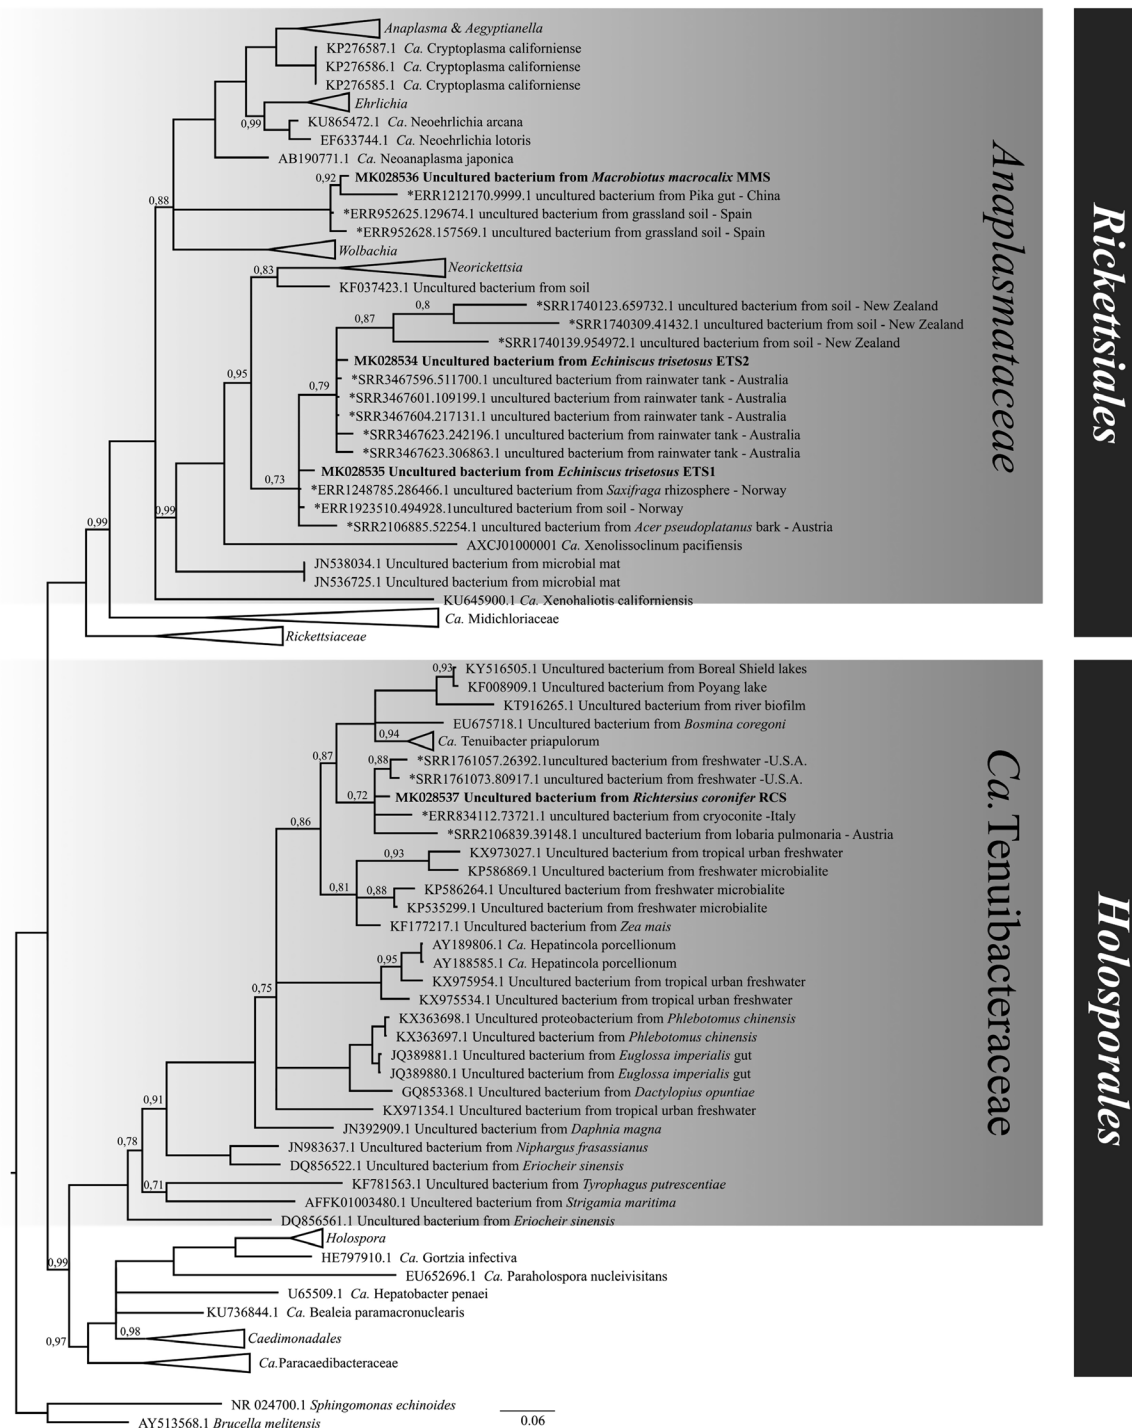 Anaplasma & Aegyptianella
KP276587.1 Ca. Cryptoplasma californiense
KP276586.1 Ca. Cryptoplasma californiense
KP276585.1 Ca. Cryptoplasma californiense
Ehrlichia
0,99
KU865472.1 Ca. Neoehrlichia arcana
EF633744.1 Ca. Neoehrlichia lotoris
AB190771.1 Ca. Neoanaplasma japonica
0,92
MK028536 Uncultured bacterium from Macrobiotus macrocalix MMS
*ERR1212170.9999.1 uncultured bacterium from Pika gut - China
0,88
*ERR952625.129674.1 uncultured bacterium from grassland soil - Spain
*ERR952628.157569.1 uncultured bacterium from grassland soil - Spain
Wolbachia
0,83
Neorickettsia
KF037423.1 Uncultured bacterium from soil
0,8
*SRR1740123.659732.1 uncultured bacterium from soil - New Zealand
0,87
*SRR1740309.41432.1 uncultured bacterium from soil - New Zealand
*SRR1740139.954972.1 uncultured bacterium from soil - New Zealand
MK028534 Uncultured bacterium from Echiniscus trisetosus ETS2
0,95
*SRR3467596.511700.1 uncultured bacterium from rainwater tank - Australia
0,79
*SRR3467601.109199.1 uncultured bacterium from rainwater tank - Australia
*SRR3467604.217131.1 uncultured bacterium from rainwater tank - Australia
*SRR3467623.242196.1 uncultured bacterium from rainwater tank - Australia
*SRR3467623.306863.1 uncultured bacterium from rainwater tank - Australia
MK028535 Uncultured bacterium from Echiniscus trisetosus ETS1
0,73
*ERR1248785.286466.1 uncultured bacterium from Saxifraga rhizosphere - Norway
0,99
*ERR1923510.494928.1uncultured bacterium from soil - Norway
0,99
*SRR2106885.52254.1 uncultured bacterium from Acer pseudoplatanus bark - Austria
AXCJ01000001 Ca. Xenolissoclinum pacifiensis
JN538034.1 Uncultured bacterium from microbial mat
JN536725.1 Uncultured bacterium from microbial mat
KU645900.1 Ca. Xenohaliotis californiensis
Ca. Midichloriaceae
Rickettsiaceae
Anaplasmataceae
Rickettsiales
0,93
KY516505.1 Uncultured bacterium from Boreal Shield lakes
KF008909.1 Uncultured bacterium from Poyang lake
KT916265.1 Uncultured bacterium from river biofilm
EU675718.1 Uncultured bacterium from Bosmina coregoni
0,94
Ca. Tenuibacter priapulorum
0,87
0,88
*SRR1761057.26392.1uncultured bacterium from freshwater -U.S.A.
*SRR1761073.80917.1 uncultured bacterium from freshwater -U.S.A.
0,72
MK028537 Uncultured bacterium from Richtersius coronifer RCS
0,86
*ERR834112.73721.1 uncultured bacterium from cryoconite -Italy
*SRR2106839.39148.1 uncultured bacterium from lobaria pulmonaria - Austria
0,93
KX973027.1 Uncultured bacterium from tropical urban freshwater
KP586869.1 Uncultured bacterium from freshwater microbialite
0,81
0,88
KP586264.1 Uncultured bacterium from freshwater microbialite
KP535299.1 Uncultured bacterium from freshwater microbialite
KF177217.1 Uncultured bacterium from Zea mais
AY189806.1 Ca. Hepatincola porcellionum
0,95
AY188585.1 Ca. Hepatincola porcellionum
KX975954.1 Uncultured bacterium from tropical urban freshwater
0,75
KX975534.1 Uncultured bacterium from tropical urban freshwater
KX363698.1 Uncultured proteobacterium from Phlebotomus chinensis
KX363697.1 Uncultured bacterium from Phlebotomus chinensis
JQ389881.1 Uncultured bacterium from Euglossa imperialis gut
JQ389880.1 Uncultured bacterium from Euglossa imperialis gut
GQ853368.1 Uncultured bacterium from Dactylopius opuntiae
0,91
KX971354.1 Uncultured bacterium from tropical urban freshwater
JN392909.1 Uncultured bacterium from Daphnia magna
0,78
JN983637.1 Uncultured bacterium from Niphargus frasassianus
DQ856522.1 Uncultured bacterium from Eriocheir sinensis
0,71
KF781563.1 Uncultured bacterium from Tyrophagus putrescentiae
AFFK01003480.1 Uncultered bacterium from Strigamia maritima
DQ856561.1 Uncultured bacterium from Eriocheir sinensis
Ca. Tenuibacteraceae
Holosporales
Holospora
0,99
HE797910.1 Ca. Gortzia infectiva
EU652696.1 Ca. Paraholospora nucleivisitans
U65509.1 Ca. Hepatobacter penaei
KU736844.1 Ca. Bealeia paramacronuclearis
0,98
0,97
Caedimonadales
Ca.Paracaedibacteraceae
NR 024700.1 Sphingomonas echinoides
AY513568.1 Brucella melitensis
0.06